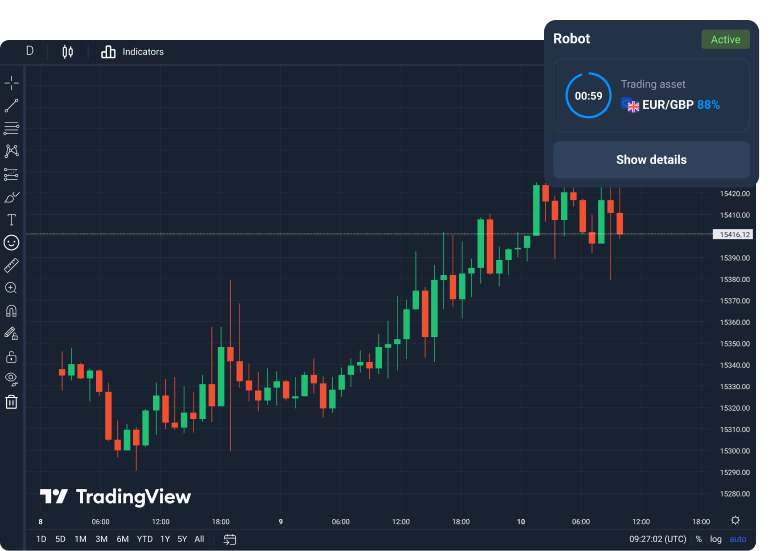 Robot
Active
00:59
Trading asset
EUR/GBP 88%
Show details
D
Indicators
15420.00
15410.00
15416.12
15390.00
15380.00
15370.00
15360.00
15350.00
15340.00
15330.00
15320.00
15310.00
15300.00
15290.00
15280.00
TradingView
8 06:00 12:00 18:00 9 06:00 12:00 18:00 10 06:00 12:00 18:00
1D 5D 1M 3M 6M YTD 1Y 5Y All 09:27:02 (UTC) % log auto